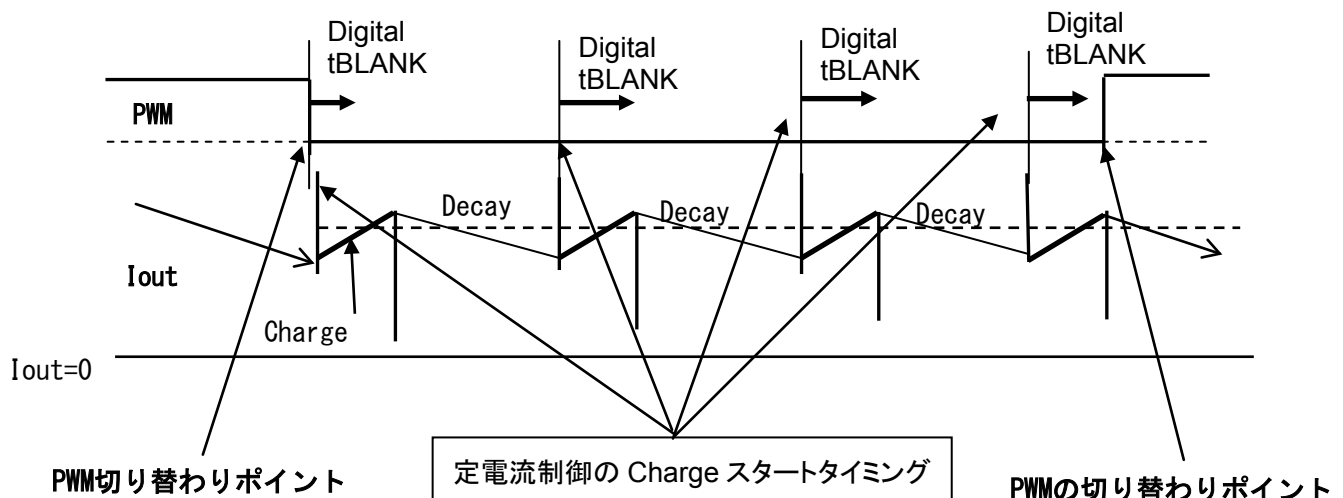 Digital
tBLANK
Digital
tBLANK
Digital
tBLANK
Digital
tBLANK
PWM
Decay
Decay
Decay
Iout
Charge
Iout=0
PWM切り替わりポイント
定電流制御の Charge スタートタイミング
PWMの切り替わりポイント